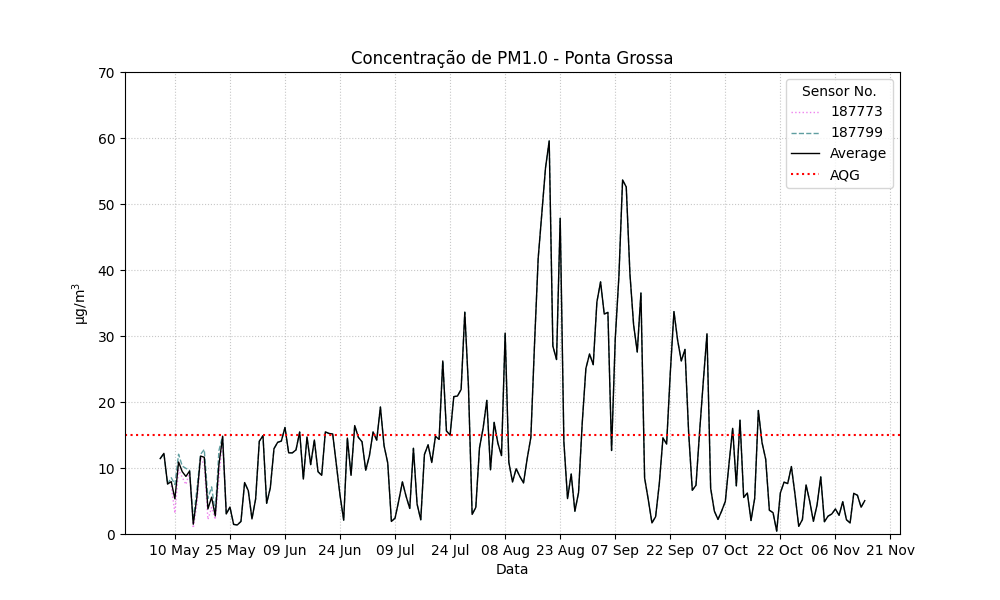 Concentração de PM1.0 - Ponta Grossa
70
60
50
40
30
20
10
0
µg/m³
Sensor No.
187773
187799
Average
AQG
10 May 25 May 09 Jun 24 Jun 09 Jul 24 Jul 08 Aug 23 Aug 07 Sep 22 Sep 07 Oct 22 Oct 06 Nov 21 Nov
Data